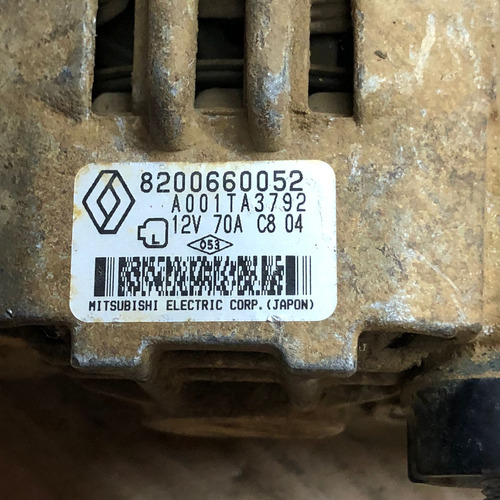 8200660052
A001TA3792
12V 70A C8 04
053
MITSUBISHI ELECTRIC CORP.(JAPON)